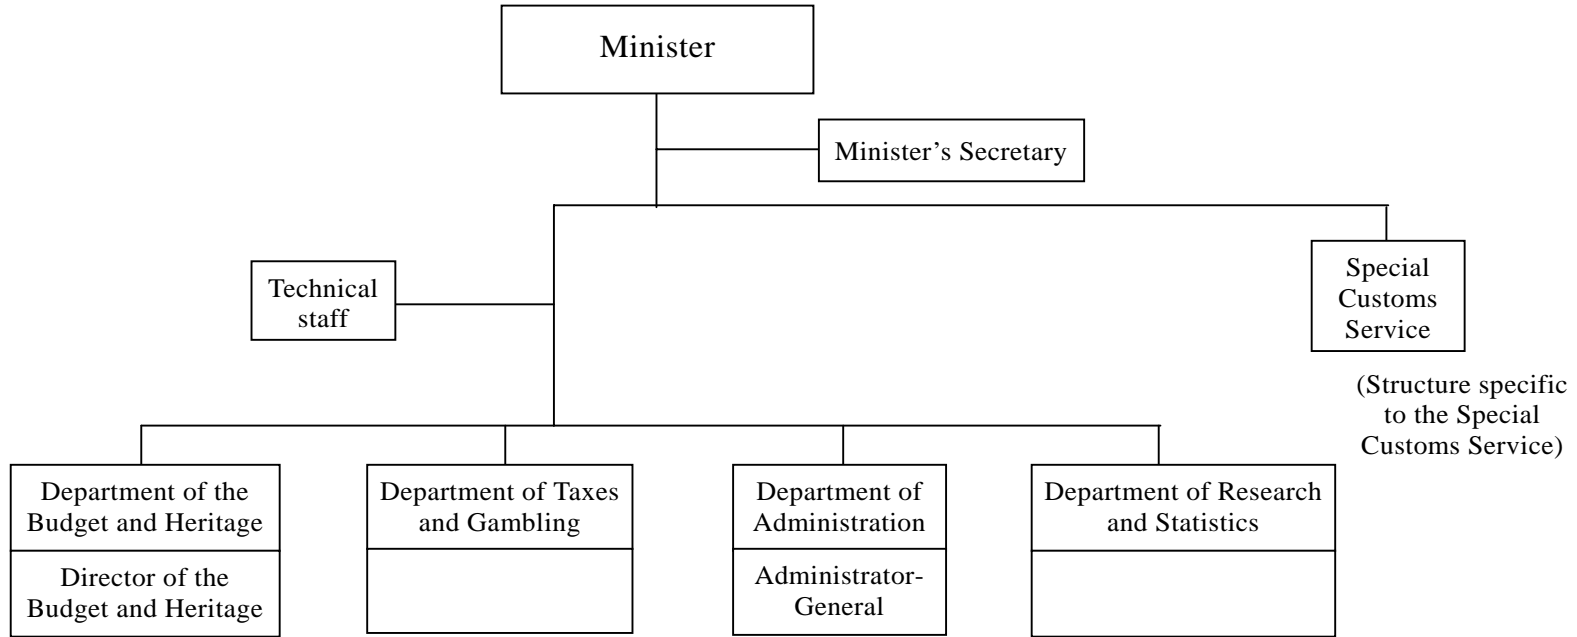 Minister
Minister’s Secretary
Technical
staff
Special
Customs
Service
(Structure specific
to the Special
Customs Service)
Department of the
Budget and Heritage
Director of the
Budget and Heritage
Department of Taxes
and Gambling
Department of
Administration
Administrator-
General
Department of Research
and Statistics